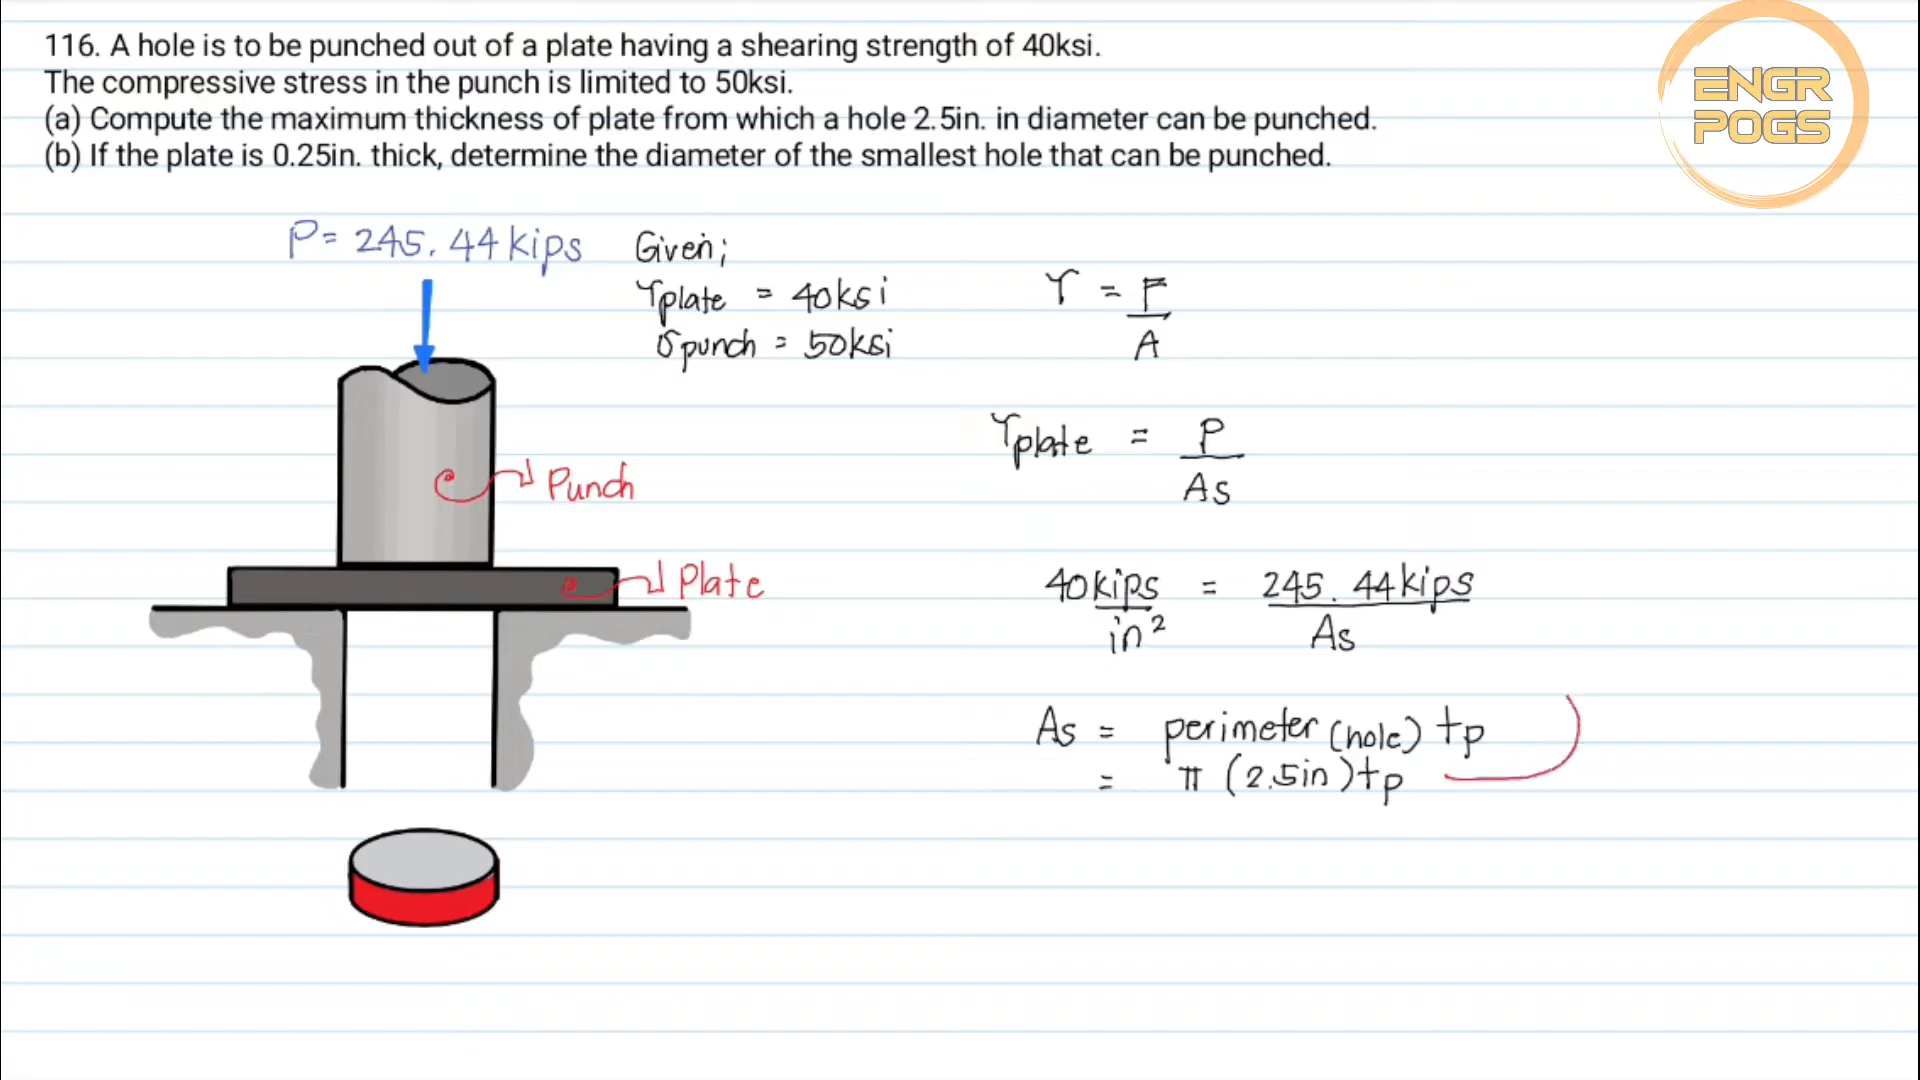 116. A hole is to be punched out of a plate having a shearing strength of 40ksi.
The compressive stress in the punch is limited to 50ksi.
(a) Compute the maximum thickness of plate from which a hole 2.5in. in diameter can be punched.
(b) If the plate is 0.25in. thick, determine the diameter of the smallest hole that can be punched.
ENGR
POGS
P= 245.44 kips
Given;
τplate = 40ksi
σpunch = 50ksi
τ = F
A
τplate = P
As
Punch
Plate
40kips = 245.44kips
in² As
As = perimeter (hole) tp
= π (2.5in) tp